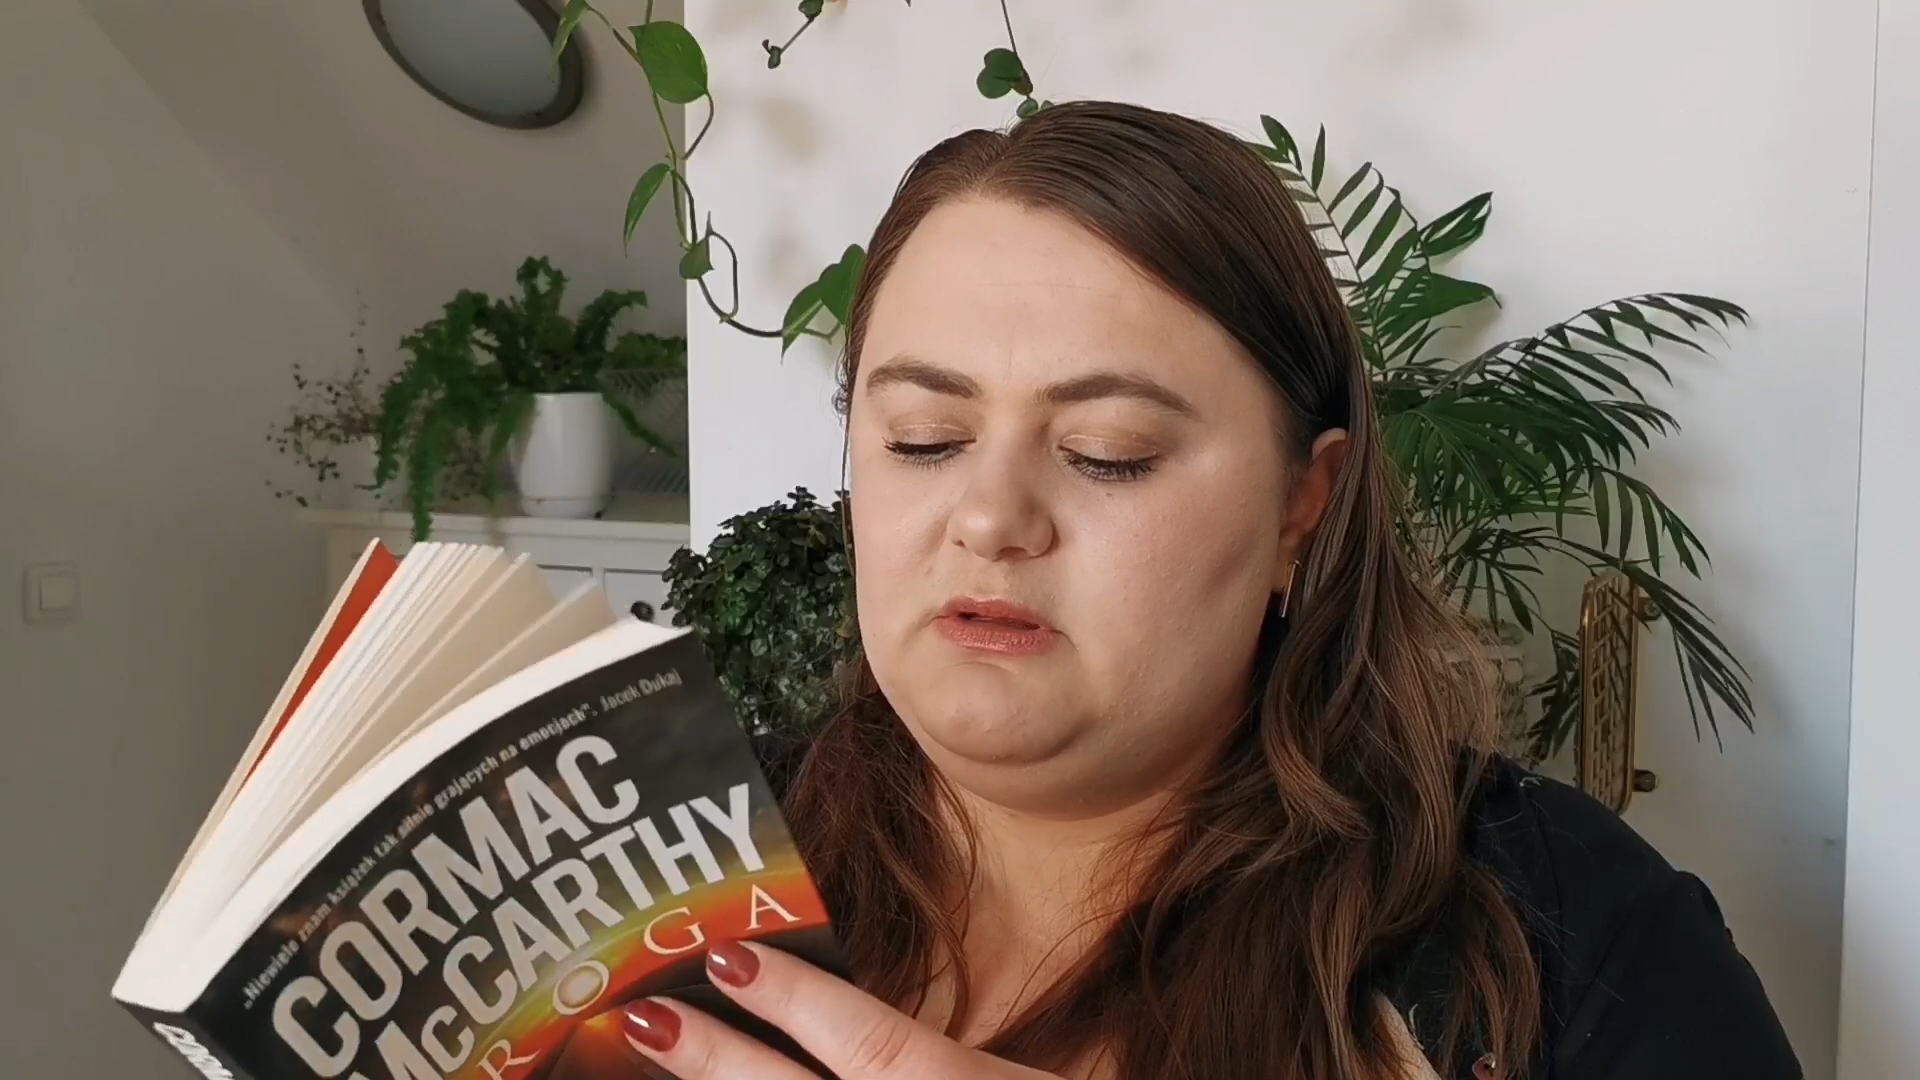 „Niewiele znam książek tak silnie grających na emocjach". Jacek Dukaj
CORMAC
McCARTHY
ROGA